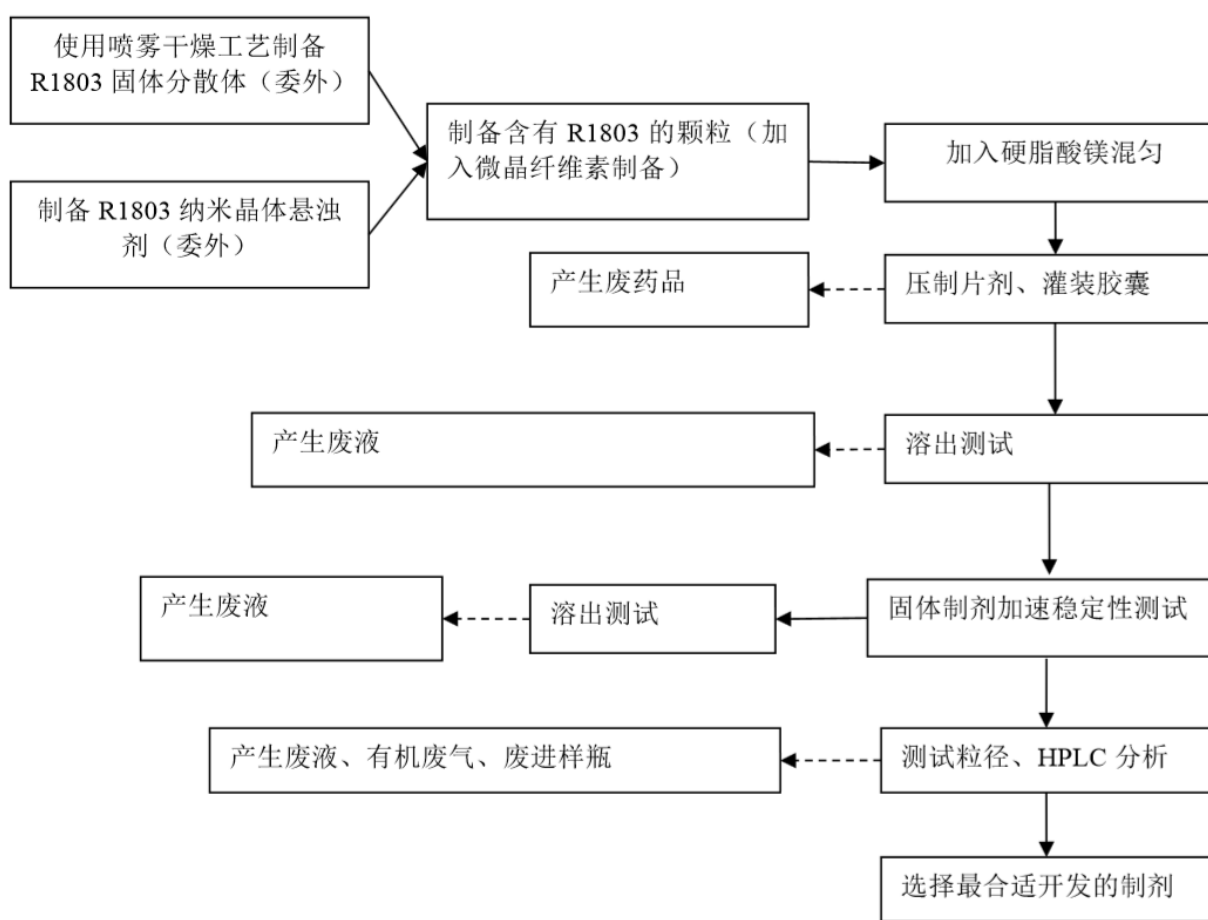 使用喷雾干燥工艺制备
R1803 固体分散体（委外）
制备 R1803 纳米晶体悬浊
剂（委外）
制备含有 R1803 的颗粒（加
入微晶纤维素制备）
加入硬脂酸镁混匀
产生废药品
压制片剂、灌装胶囊
产生废液
溶出测试
产生废液
溶出测试
固体制剂加速稳定性测试
产生废液、有机废气、废进样瓶
测试粒径、HPLC 分析
选择最合适开发的制剂